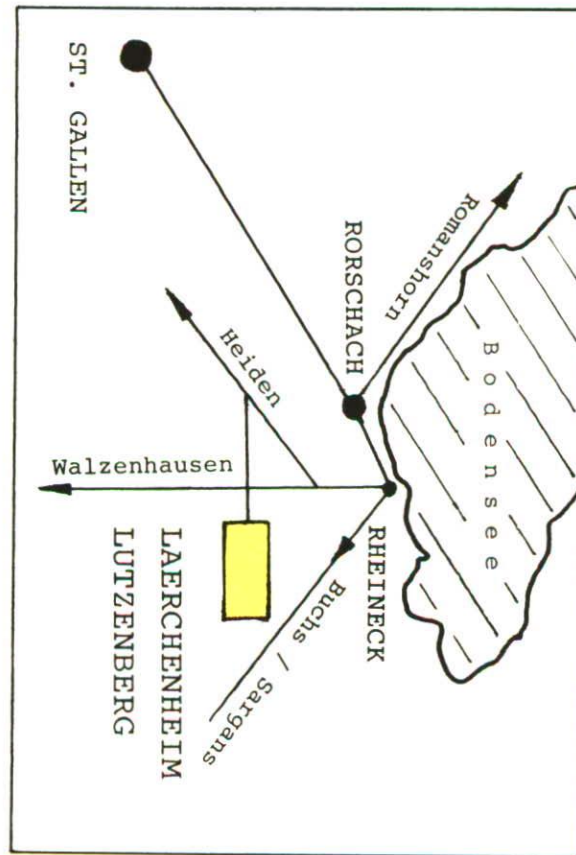 ST. GALLEN
RORSCHACH
Romanshorn
Bodensee
Heiden
Walzenhausen
RHEINECK
Buchs / Sargans
LAERCHENHEIM
LUTZENBERG